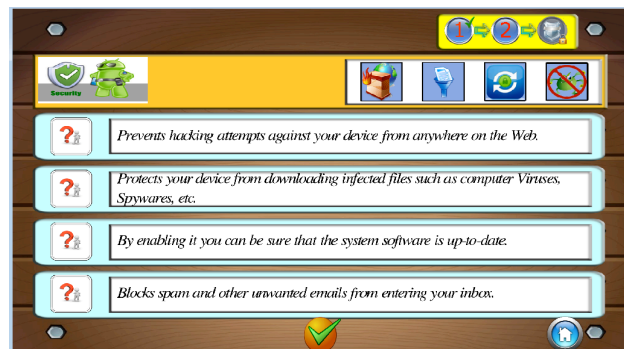 1 2
Security
Prevents hacking attempts against your device from anywhere on the Web.
Protects your device from downloading infected files such as computer Viruses,
Spywares, etc.
By enabling it you can be sure that the system software is up-to-date.
Blocks spam and other unwanted emails from entering your inbox.